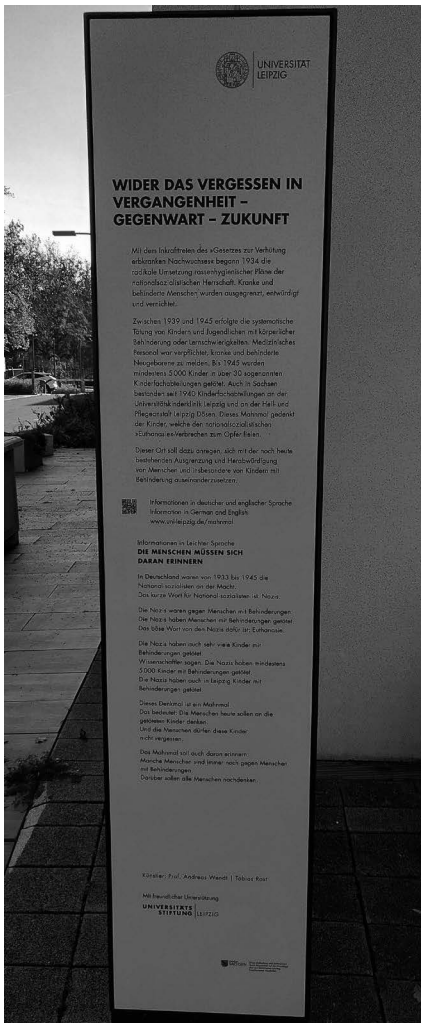 UNIVERSITÄT
LEIPZIG
WIDER DAS VERGESSEN IN
VERGANGENHEIT –
GEGENWART – ZUKUNFT
Mit dem Inkrafttreten des »Gesetzes zur Verhütung
erbkranken Nachwuchses« begann 1934 die
radikale Umsetzung rassenhygienischer Pläne der
nationalsozialistischen Herrschaft. Kranke und
behinderte Menschen wurden ausgegrenzt, entwürdigt
und vernichtet.
Zwischen 1939 und 1945 erfolgte die systematische
Tötung von Kindern und Jugendlichen mit körperlicher
Behinderung oder Lernschwierigkeiten. Medizinisches
Personal war verpflichtet, kranke und behinderte
Neugeborene zu melden. Bis 1945 wurden
mindestens 5.000 Kinder in über 30 sogenannten
Kinderfachabteilungen getötet. Auch in Sachsen
bestanden seit 1940 Kinderfachabteilungen an der
Universitätskinderklinik Leipzig und an der Heil- und
Pflegeanstalt Leipzig-Dösen. Dieses Mahnmal gedenkt
der Kinder, welche den nationalsozialistischen
»Euthanasie«verbrechen zum Opfer fielen.
Dieser Ort soll dazu anregen, sich mit der noch heute
bestehenden Ausgrenzung und Herabwürdigung
von Menschen und insbesondere von Kindern mit
Behinderung auseinanderzusetzen.
Informationen in deutscher und englischer Sprache
Information in German and English:
www.uni-leipzig.de/mahnmal
Informationen in Leichter Sprache
DIE MENSCHEN MÜSSEN SICH
DARAN ERINNERN
In Deutschland waren von 1933 bis 1945 die
National-sozialisten an der Macht.
Das kurze Wort für National-sozialisten ist: Nazis.
Die Nazis waren gegen Menschen mit Behinderungen.
Die Nazis haben Menschen mit Behinderungen getötet.
Das böse Wort von den Nazis dafür ist: Euthanasie.
Die Nazis haben auch sehr viele Kinder mit
Behinderungen getötet.
Wissenschaftler sagen: Die Nazis haben mindestens
5.000 Kinder mit Behinderungen getötet.
Die Nazis haben auch in Leipzig Kinder mit
Behinderungen getötet.
Dieses Denkmal ist ein Mahnmal.
Das bedeutet: Die Menschen heute sollen an die
getöteten Kinder denken.
Und die Menschen dürfen diese Kinder
nicht vergessen.
Das Mahnmal soll auch daran erinnern:
Manche Menschen sind immer noch gegen Menschen
mit Behinderungen.
Darüber sollen alle Menschen nachdenken.
Künstler: Prof. Andreas Wendt | Tobias Rost
Mit freundlicher Unterstützung
UNIVERSITÄTS
STIFTUNG LEIPZIG